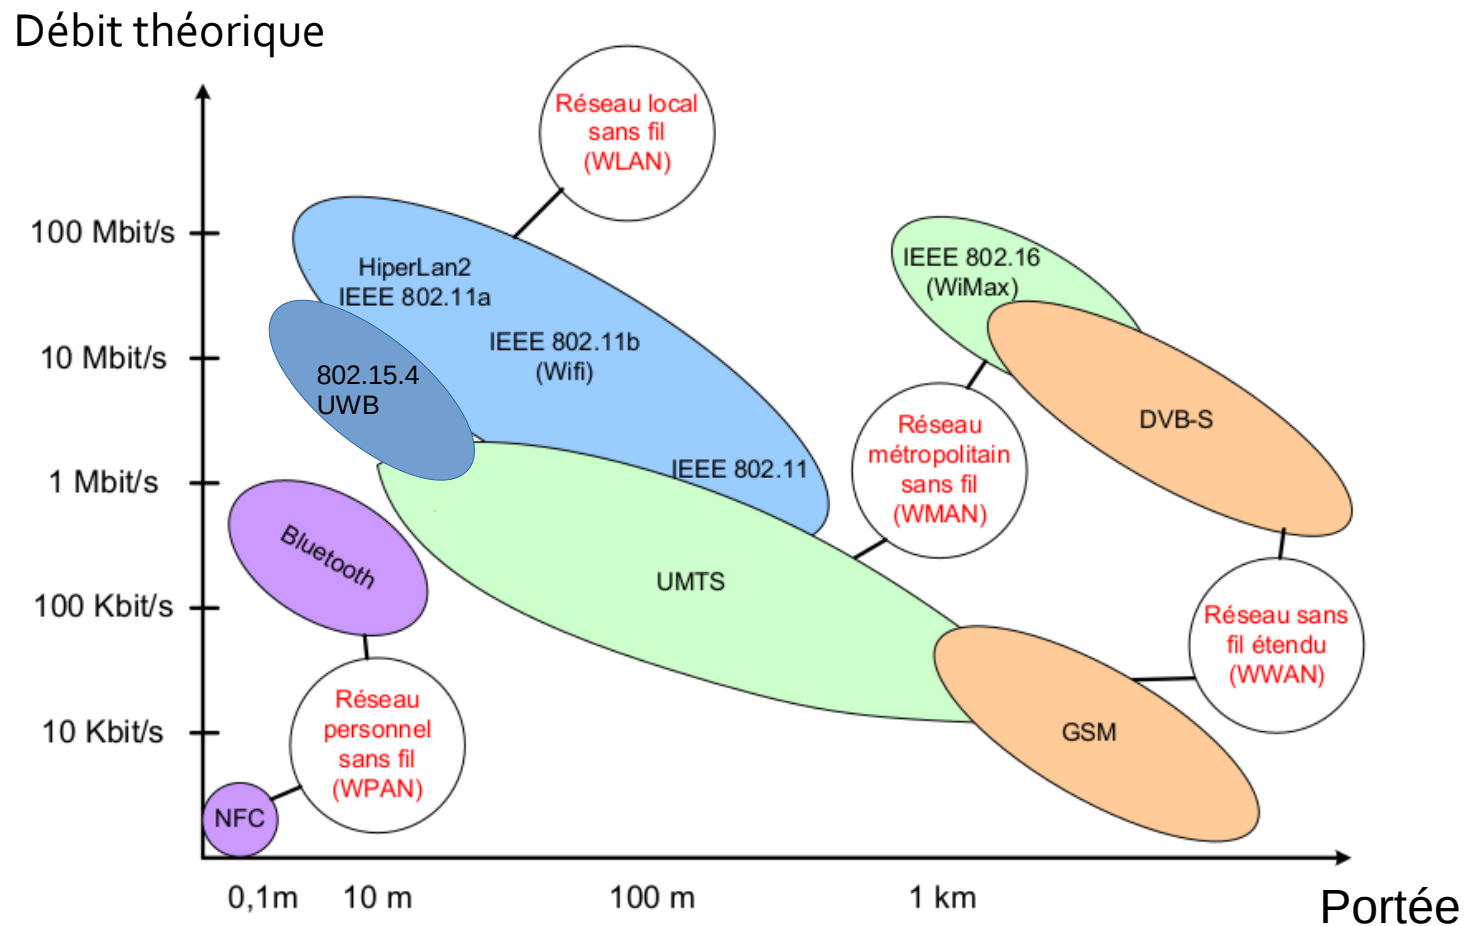 Débit théorique
Réseau local
sans fil
(WLAN)
100 Mbit/s
HiperLan2
IEEE 802.11a
IEEE 802.11b
(Wifi)
IEEE 802.16
(WiMax)
10 Mbit/s
802.15.4
UWB
DVB-S
Réseau
métropolitain
sans fil
(WMAN)
IEEE 802.11
1 Mbit/s
Bluetooth
UMTS
100 Kbit/s
Réseau sans
fil étendu
(WWAN)
Réseau
personnel
sans fil
(WPAN)
10 Kbit/s
GSM
NFC
0,1m
10 m
100 m
1 km
Portée